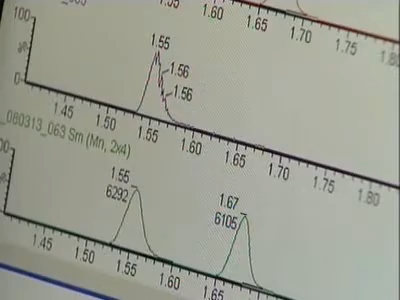 1.55 1.60 1.65 1.70 1.75 1.80
100
%
0
1.55
1.56
1.56
1.45 1.50 1.55 1.60 1.65 1.70 1.75 1.80
_080313_063 Sm (Mn, 2x4)
1.55
6292
1.67
6105
1.45 1.50 1.55 1.60 1.65